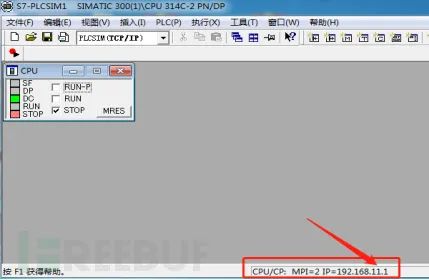 S7-PLCSIM1    SIMATIC 300(1)\CPU 314C-2 PN/DP
文件(F)  编辑(E)  视图(V)  插入(I)  PLC(P)  执行(X)  工具(T)  窗口(W)  帮助(H)
PLCSIM(TCP/IP)
CPU
SF
DP
DC
RUN
STOP
RUN-P
RUN
STOP
MRES
REEBUF
按 F1 获得帮助。
CPU/CP:  MPI=2 IP=192.168.11.1